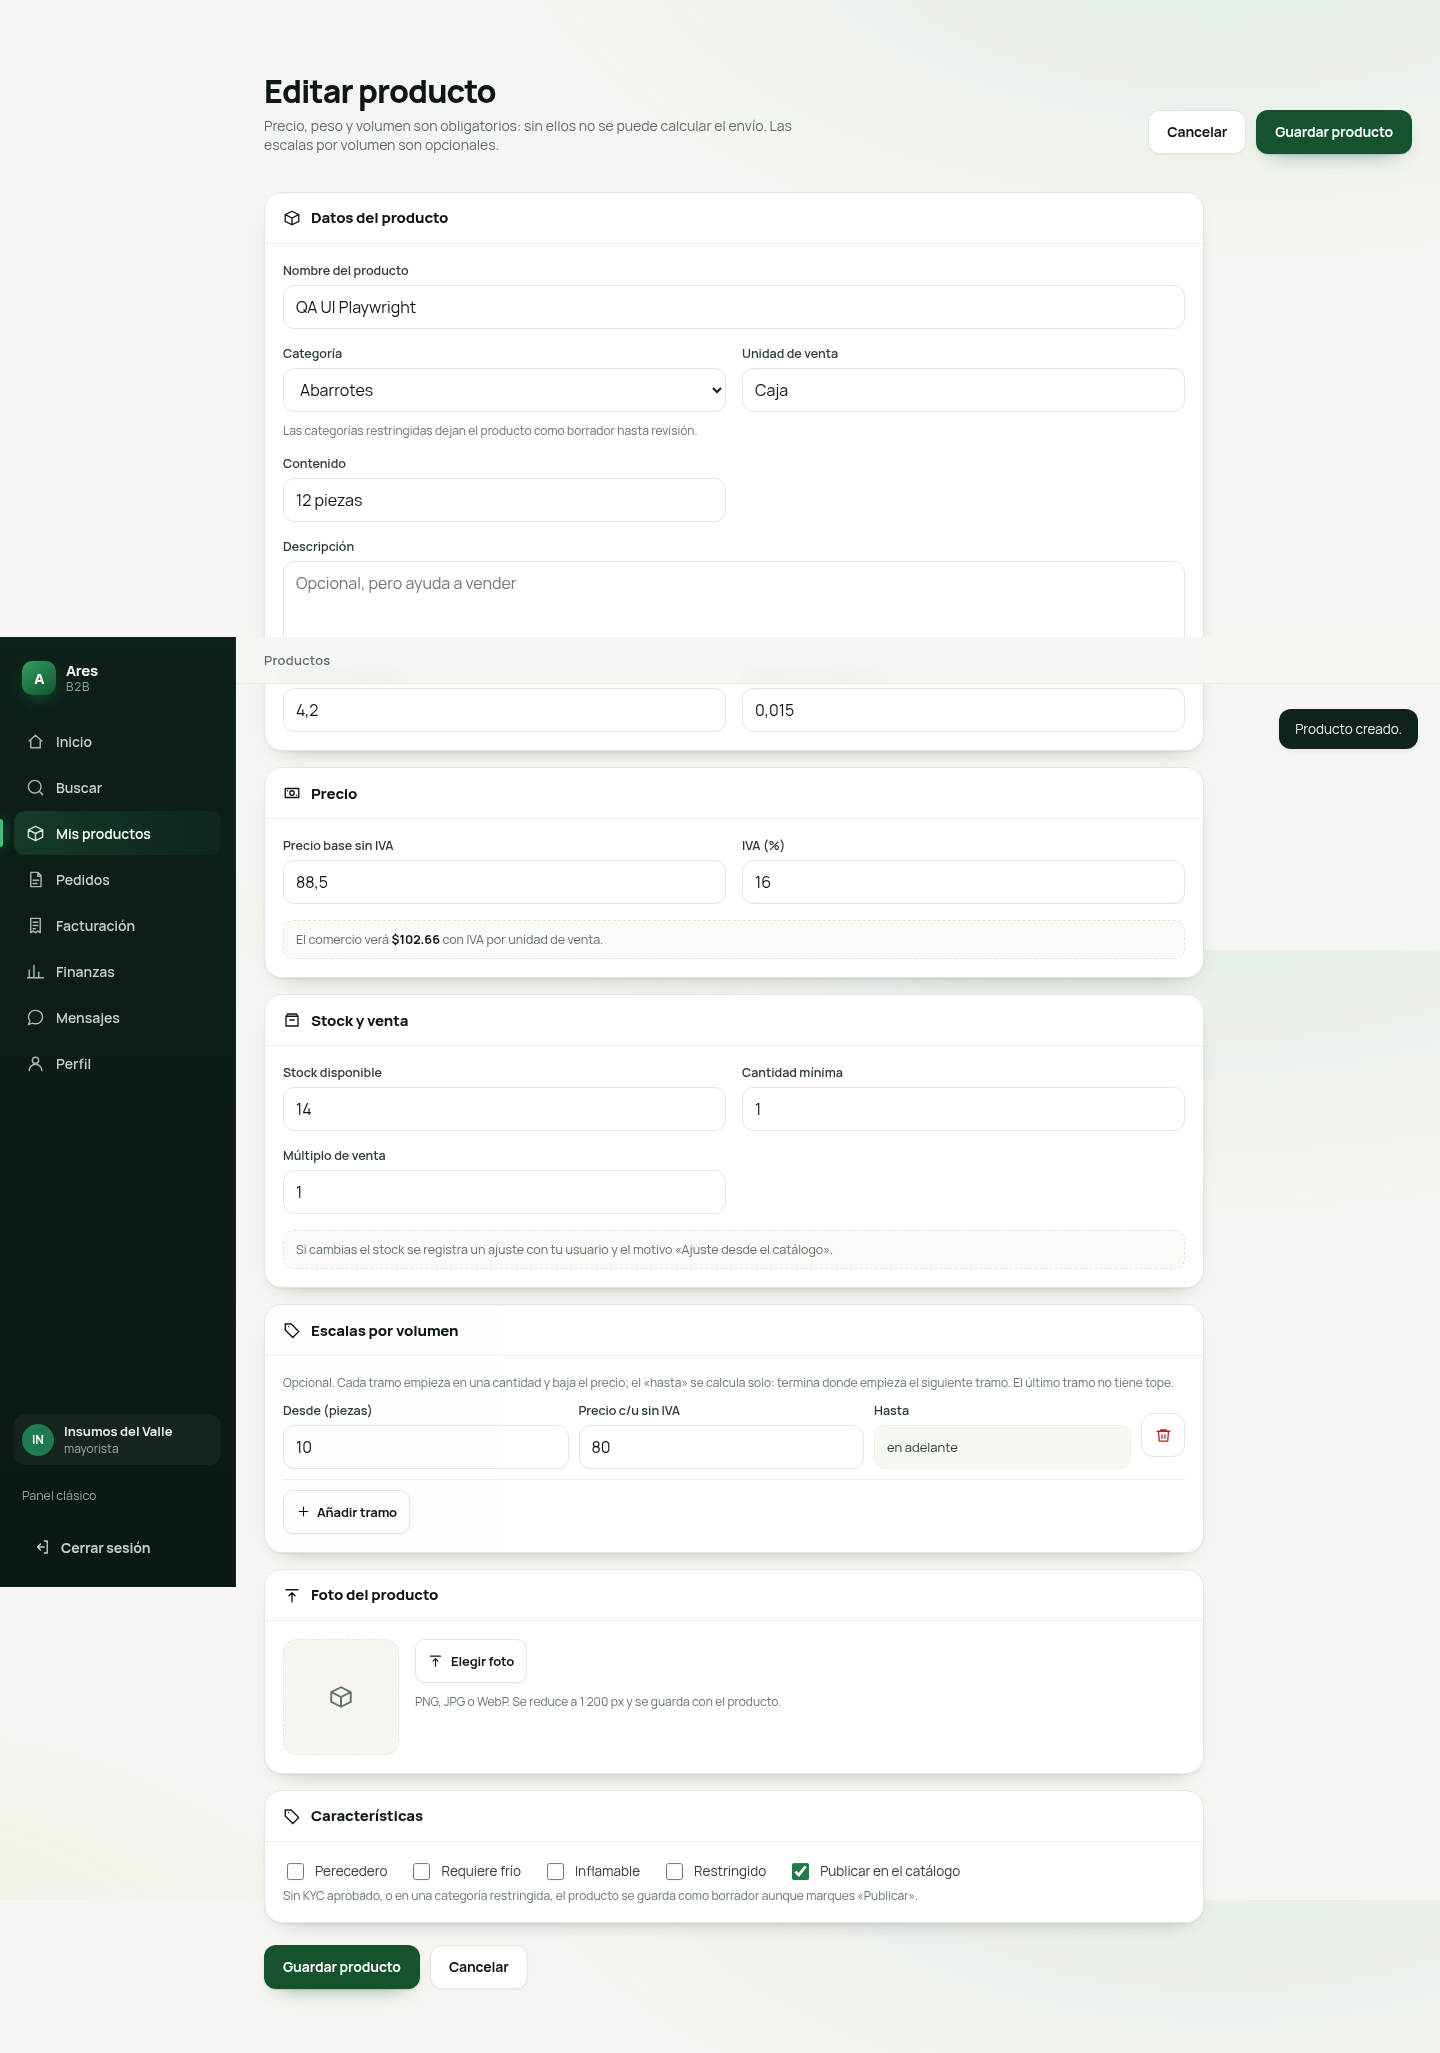 Editar producto
Precio, peso y volumen son obligatorios: sin ellos no se puede calcular el envío. Las
escalas por volumen son opcionales.
Cancelar
Guardar producto
Datos del producto
Nombre del producto
QA UI Playwright
Categoría
Unidad de venta
Abarrotes
Caja
Las categorías restringidas dejan el producto como borrador hasta revisión.
Contenido
12 piezas
Descripción
Opcional, pero ayuda a vender
Productos
4,2
0,015
Producto creado.
A
Ares
B2B
Inicio
Buscar
Mis productos
Pedidos
Facturación
Finanzas
Mensajes
Perfil
Insumos del Valle
IN
mayorista
Panel clásico
Cerrar sesión
Precio
Precio base sin IVA
IVA (%)
88,5
16
El comercio verá $102.66 con IVA por unidad de venta.
Stock y venta
Stock disponible
Cantidad mínima
14
1
Múltiplo de venta
1
Si cambias el stock se registra un ajuste con tu usuario y el motivo «Ajuste desde el catálogo».
Escalas por volumen
Opcional. Cada tramo empieza en una cantidad y baja el precio; el «hasta» se calcula solo: termina donde empieza el siguiente tramo. El último tramo no tiene tope.
Desde (piezas)
Precio c/u sin IVA
Hasta
10
80
en adelante
Añadir tramo
Foto del producto
Elegir foto
PNG, JPG o WebP. Se reduce a 1 200 px y se guarda con el producto.
Características
Perecedero
Requiere frío
Inflamable
Restringido
Publicar en el catálogo
Sin KYC aprobado, o en una categoría restringida, el producto se guarda como borrador aunque marques «Publicar».
Guardar producto
Cancelar